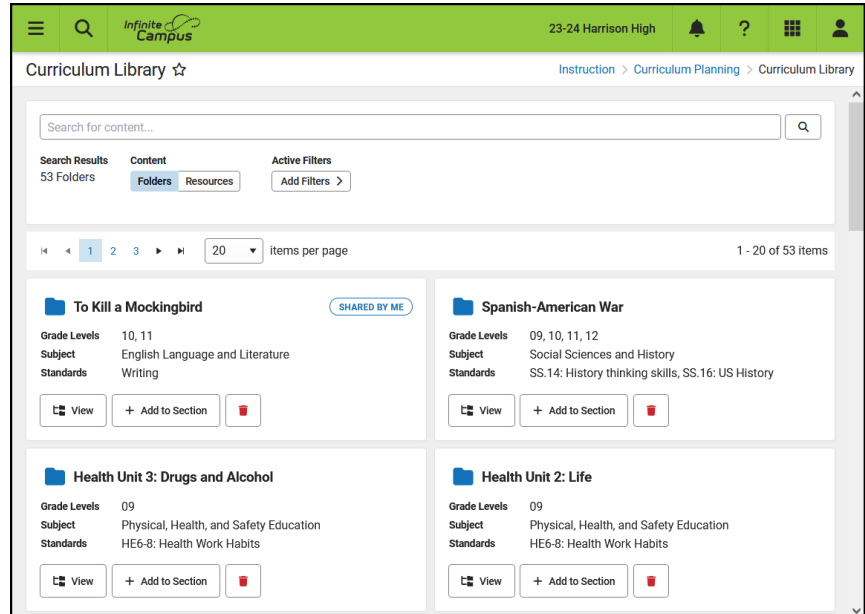 Infinite Campus
23-24 Harrison High
?
Curriculum Library
Instruction > Curriculum Planning > Curriculum Library
Search for content...
Search Results Content Active Filters
53 Folders Folders Resources Add Filters >
1 2 3 20 items per page 1 - 20 of 53 items
To Kill a Mockingbird SHARED BY ME
Grade Levels 10, 11
Subject English Language and Literature
Standards Writing
View + Add to Section
Spanish-American War
Grade Levels 09, 10, 11, 12
Subject Social Sciences and History
Standards SS.14: History thinking skills, SS.16: US History
View + Add to Section
Health Unit 3: Drugs and Alcohol
Grade Levels 09
Subject Physical, Health, and Safety Education
Standards HE6-8: Health Work Habits
View + Add to Section
Health Unit 2: Life
Grade Levels 09
Subject Physical, Health, and Safety Education
Standards HE6-8: Health Work Habits
View + Add to Section